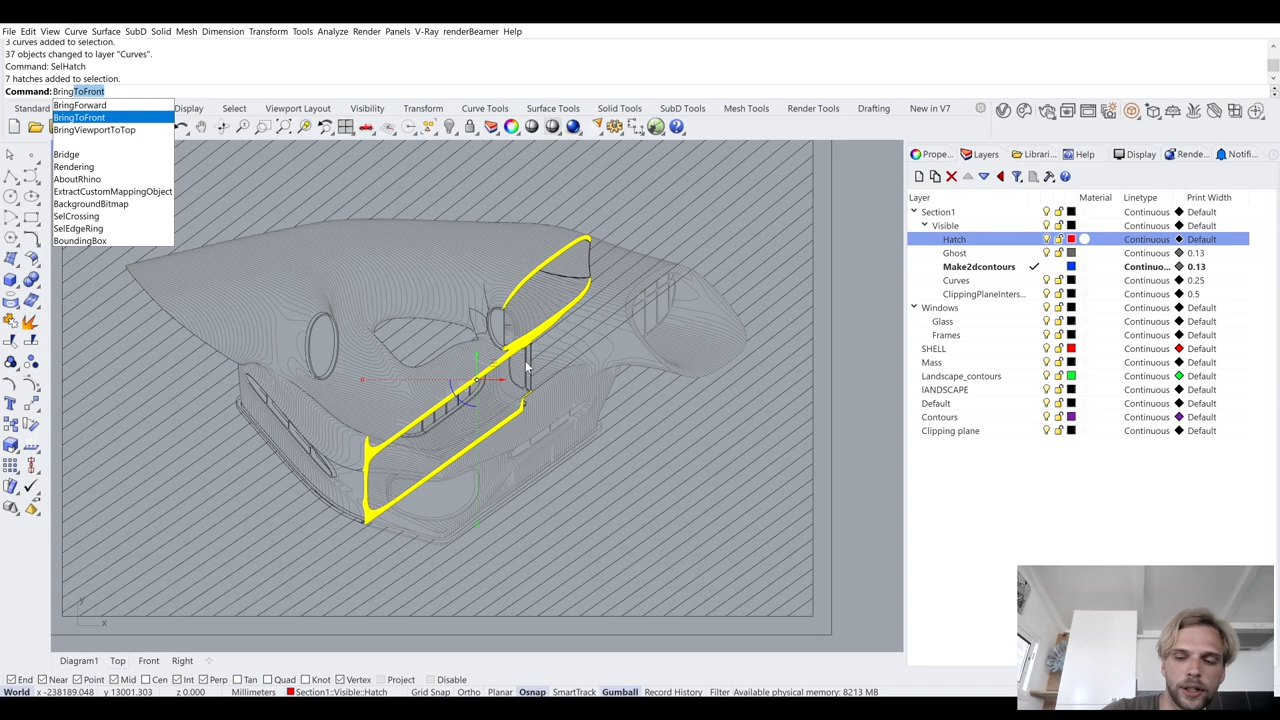 File Edit View Curve Surface SubD Solid Mesh Dimension Transform Tools Analyze Render Panels V-Ray renderBeamer Help
3 curves added to selection.
37 objects changed to layer "Curves".
Command: SelHatch
7 hatches added to selection.
Command: BringToFront
BringForward
BringToFront
BringViewportToTop
Bridge
Rendering
AboutRhino
ExtractCustomMappingObject
BackgroundBitmap
SelCrossing
SelEdgeRing
BoundingBox
Standard Display Select Viewport Layout Visibility Transform Curve Tools Surface Tools Solid Tools SubD Tools Mesh Tools Render Tools Drafting New in V7
Prope... Layers Librari... Help Display Rende... Notifi...
Layer Material Linetype Print Width
Section1 Continuous Default
Visible Continuous Default
Hatch Continuous Default
Ghost Continuous 0.13
Make2dcontours Continuo... 0.13
Curves Continuous 0.25
ClippingPlaneInters... Continuous 0.5
Windows Continuous Default
Glass Continuous Default
Frames Continuous Default
SHELL Continuous Default
Mass Continuous Default
Landscape_contours Continuous Default
lANDSCAPE Continuous Default
Default Continuous Default
Contours Continuous Default
Clipping plane Continuous Default
y
x
Diagram1 Top Front Right
End Near Point Mid Cen Int Perp Tan Quad Knot Vertex Project Disable
World x -238189.048 y 13001.303 z 0.000 Millimeters Section1::Visible::Hatch Grid Snap Ortho Planar Osnap SmartTrack Gumball Record History Filter Available physical memory: 8213 MB